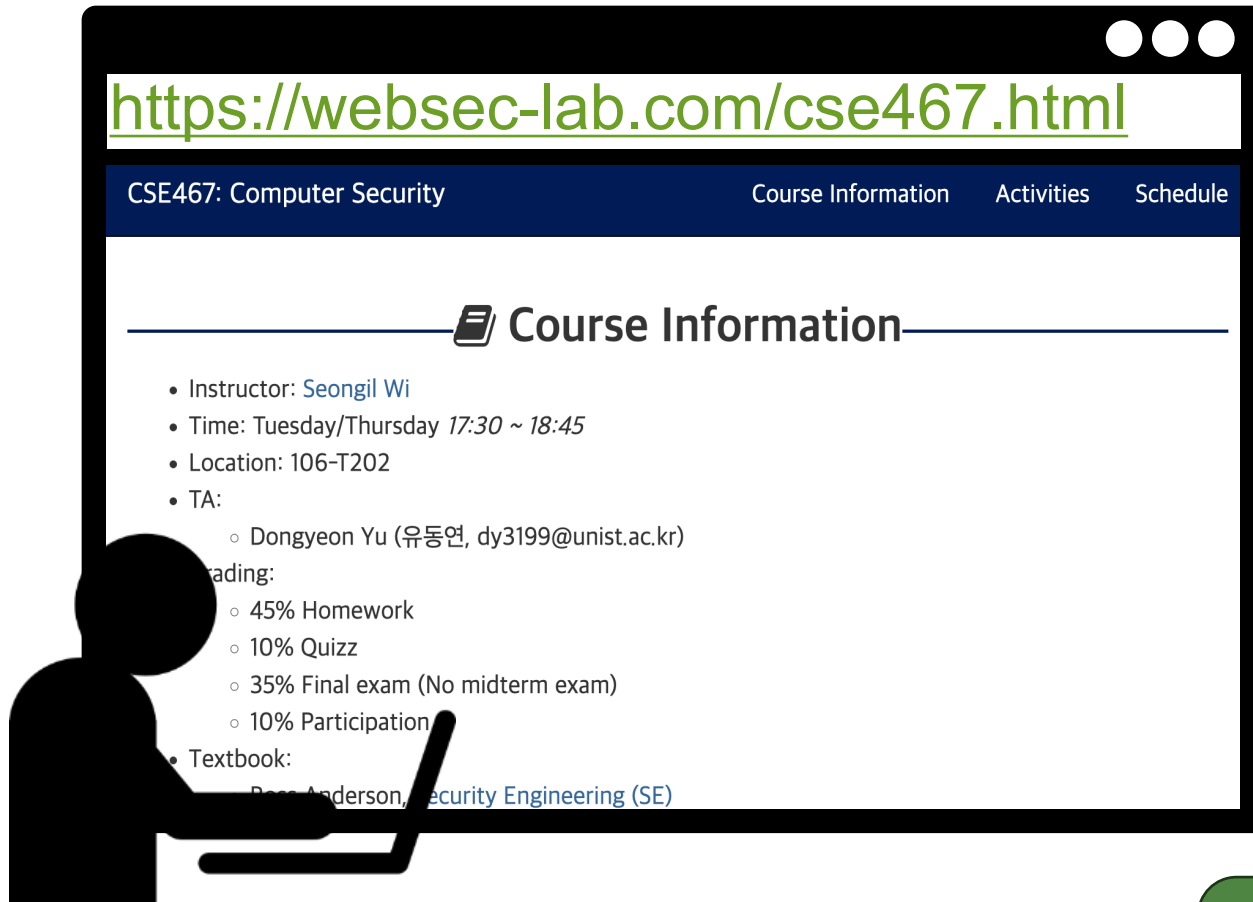 https://websec-lab.com/cse467.html
CSE467: Computer Security Course Information Activities Schedule
Course Information
• Instructor: Seongil Wi
• Time: Tuesday/Thursday 17:30 ~ 18:45
• Location: 106-T202
• TA:
◦ Dongyeon Yu (유동연, dy3199@unist.ac.kr)
rading:
◦ 45% Homework
◦ 10% Quizz
◦ 35% Final exam (No midterm exam)
◦ 10% Participation
• Textbook:
Anderson, ecurity Engineering (SE)